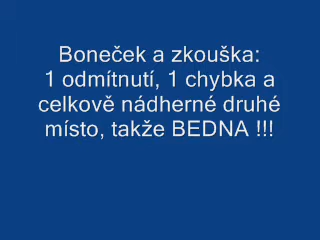 Boneček a zkouška:
1 odmítnutí, 1 chybka a
celkově nádherné druhé
místo, takže BEDNA !!!